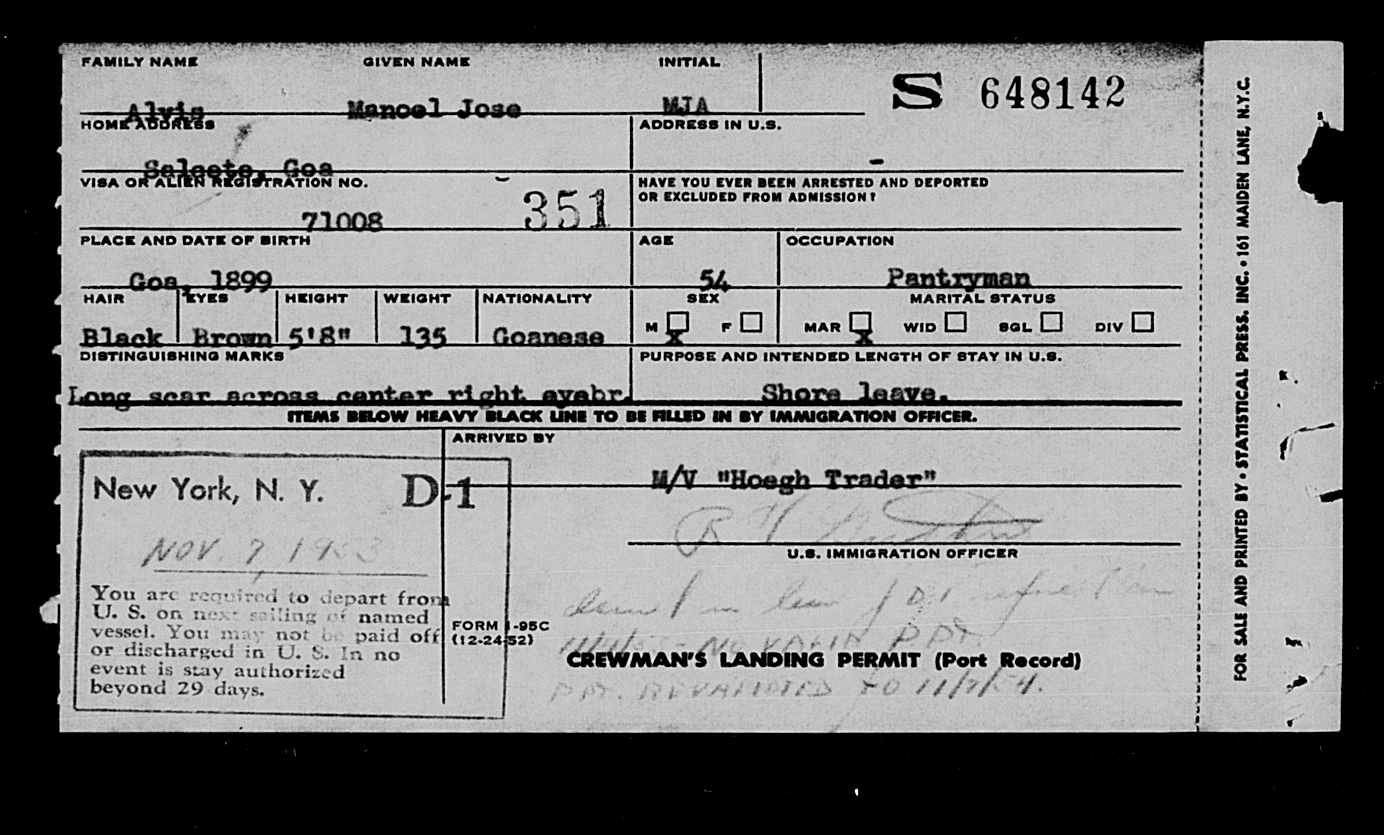 FAMILY NAME GIVEN NAME INITIAL
S 648142
Alvis Manoel Jose MJA
HOME ADDRESS ADDRESS IN U.S.
Salcete, Goa -
VISA OR ALIEN REGISTRATION NO. HAVE YOU EVER BEEN ARRESTED AND DEPORTED
OR EXCLUDED FROM ADMISSION?
71008 351
PLACE AND DATE OF BIRTH AGE OCCUPATION
Goa, 1899 54 Pantryman
HAIR EYES HEIGHT WEIGHT NATIONALITY SEX MARITAL STATUS
Black Brown 5'8" 135 Goanese M X F MAR X WID SGL DIV
DISTINGUISHING MARKS PURPOSE AND INTENDED LENGTH OF STAY IN U.S.
Long scar across center right eyebr. Shore leave.
ITEMS BELOW HEAVY BLACK LINE TO BE FILLED IN BY IMMIGRATION OFFICER.
ARRIVED BY
M/V "Hoegh Trader"
New York, N. Y. D-1
NOV. 7, 1953
U.S. IMMIGRATION OFFICER
You are required to depart from
U. S. on next sailing of named
vessel. You may not be paid off
or discharged in U. S. In no
event is stay authorized
beyond 29 days.
FORM I-95C
(12-24-52)
NO VALID PPT.
CREWMAN'S LANDING PERMIT (Port Record)
PPT. REVALIDATED TO 11/7/54.
FOR SALE AND PRINTED BY • STATISTICAL PRESS, INC. • 161 MAIDEN LANE, N.Y.C.